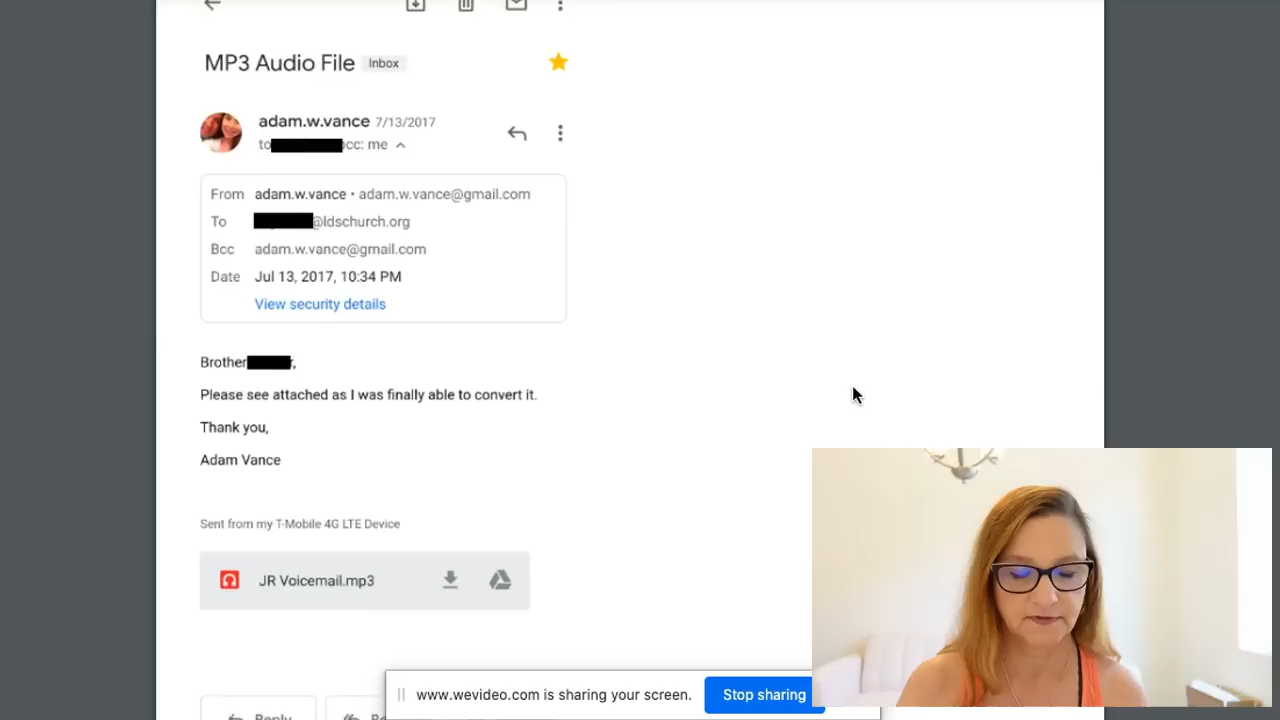 MP3 Audio File Inbox
adam.w.vance 7/13/2017
to cc: me
From adam.w.vance • adam.w.vance@gmail.com
To @ldschurch.org
Bcc adam.w.vance@gmail.com
Date Jul 13, 2017, 10:34 PM
View security details
Brother ,
Please see attached as I was finally able to convert it.
Thank you,
Adam Vance
Sent from my T-Mobile 4G LTE Device
JR Voicemail.mp3
www.wevideo.com is sharing your screen. Stop sharing
Reply